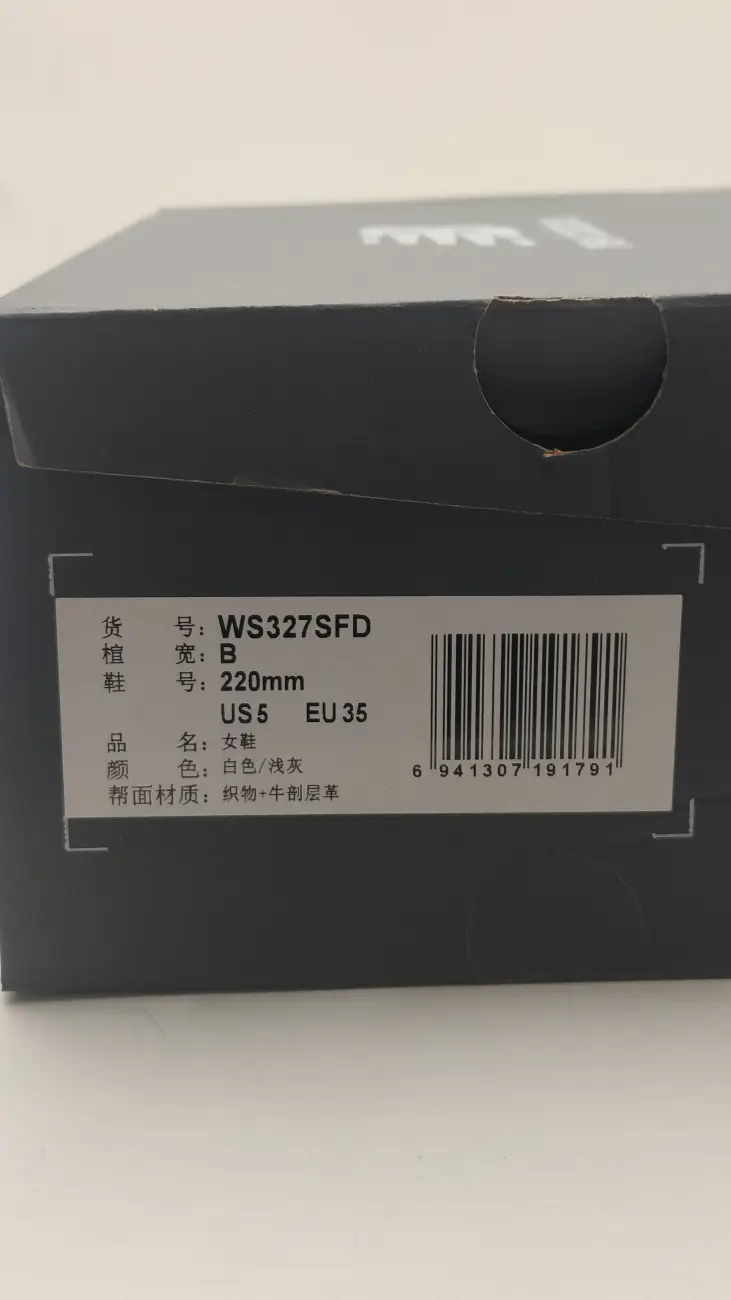 货 号：WS327SFD
楦 宽：B
鞋 号：220mm
US 5 EU 35
品 名：女鞋
颜 色：白色/浅灰
帮面材质：织物+牛剖层革
6 941307 191791